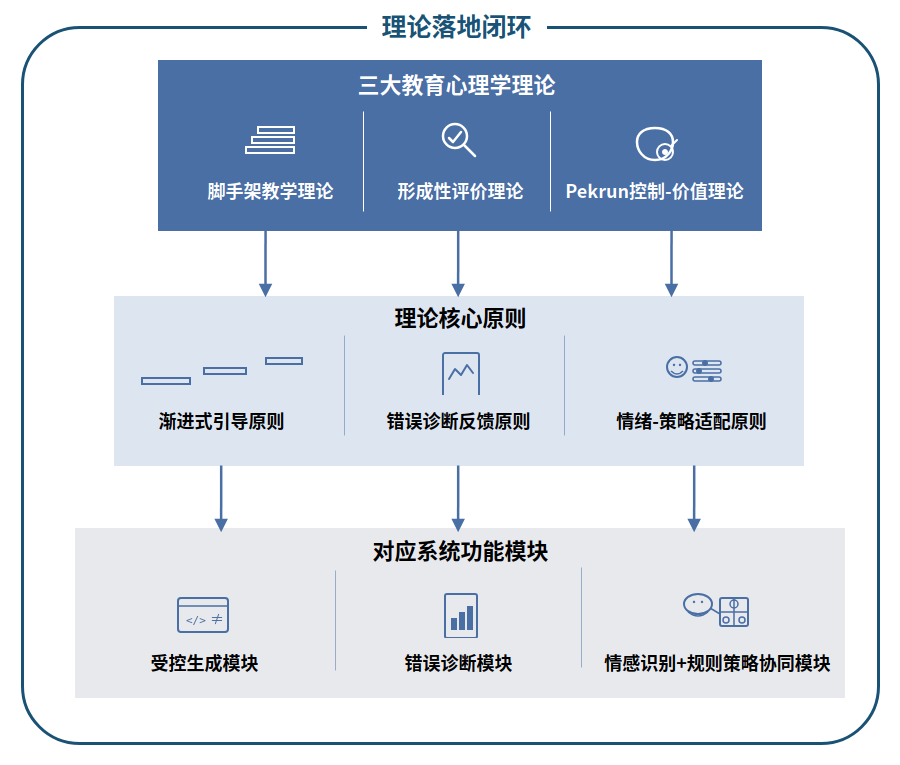 理论落地闭环
三大教育心理学理论
脚手架教学理论
形成性评价理论
Pekrun控制-价值理论
理论核心原则
渐进式引导原则
错误诊断反馈原则
情绪-策略适配原则
对应系统功能模块
</> ≠
受控生成模块
错误诊断模块
情感识别+规则策略协同模块